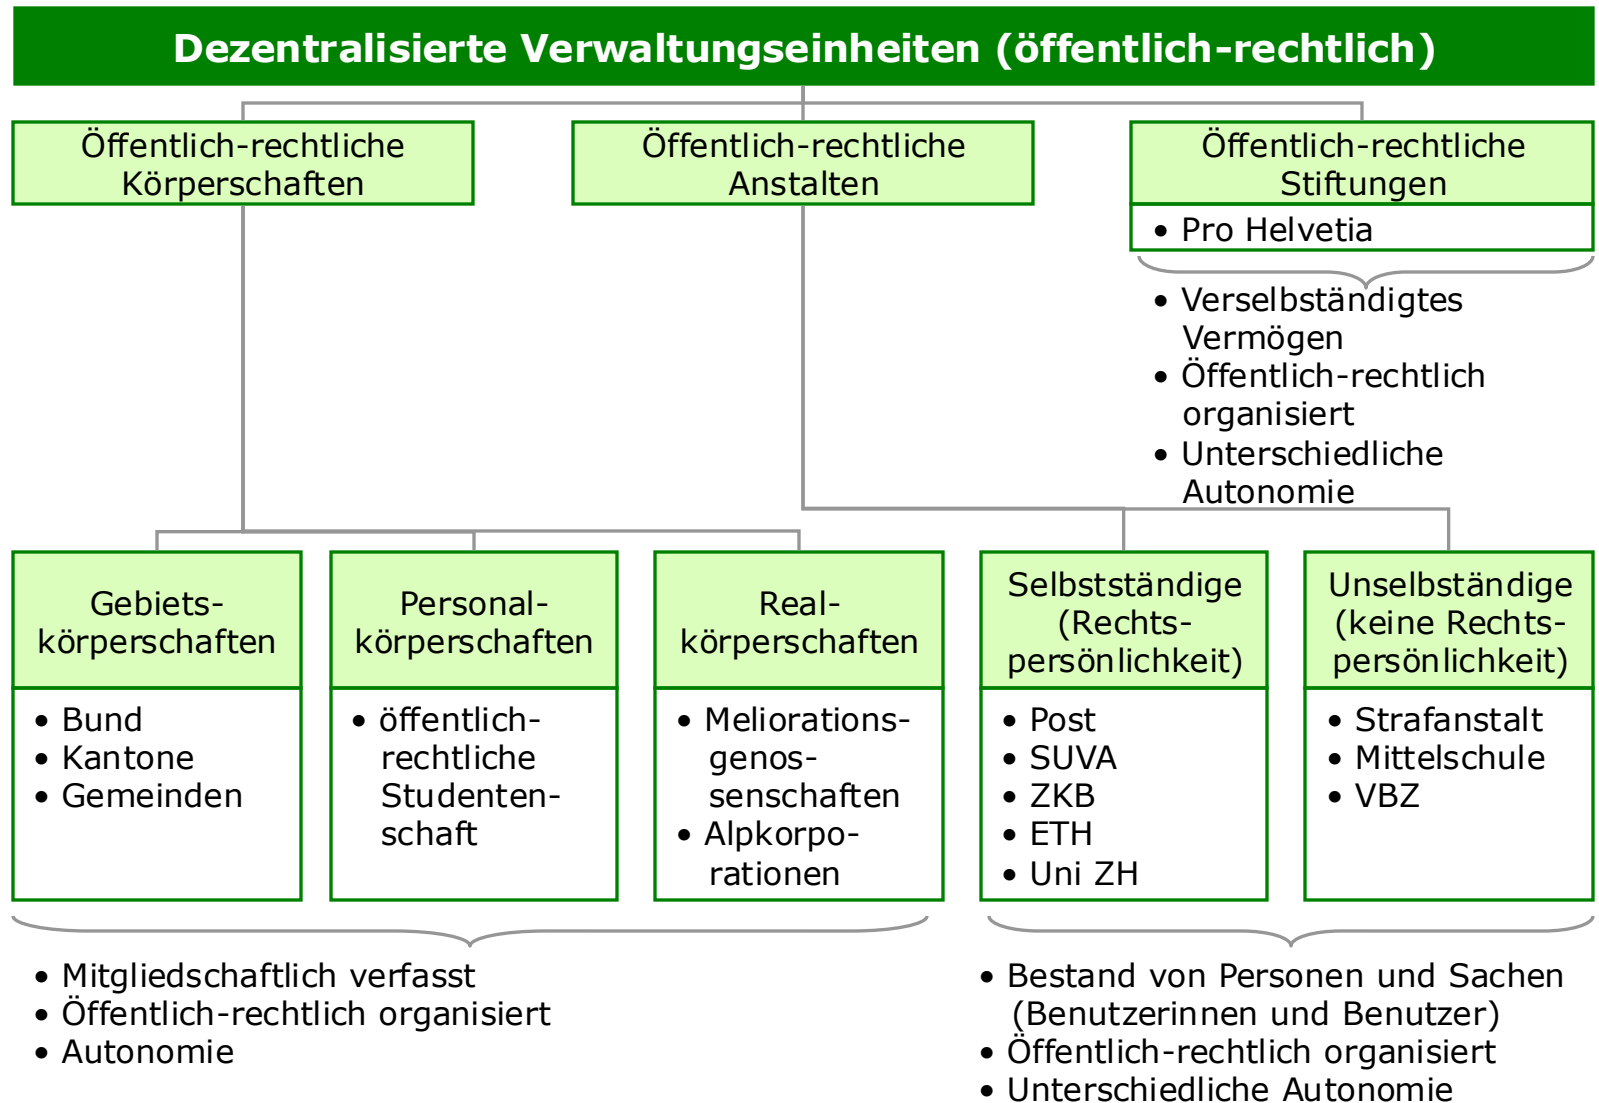 Dezentralisierte Verwaltungseinheiten (öffentlich-rechtlich)
Öffentlich-rechtliche
Körperschaften
Öffentlich-rechtliche
Anstalten
Öffentlich-rechtliche
Stiftungen
• Pro Helvetia
• Verselbständigtes
Vermögen
• Öffentlich-rechtlich
organisiert
• Unterschiedliche
Autonomie
Gebiets-
körperschaften
• Bund
• Kantone
• Gemeinden
Personal-
körperschaften
• öffentlich-
rechtliche
Studenten-
schaft
Real-
körperschaften
• Meliorations-
genos-
senschaften
• Alpkorpo-
rationen
Selbstständige
(Rechts-
persönlichkeit)
• Post
• SUVA
• ZKB
• ETH
• Uni ZH
Unselbständige
(keine Rechts-
persönlichkeit)
• Strafanstalt
• Mittelschule
• VBZ
• Mitgliedschaftlich verfasst
• Öffentlich-rechtlich organisiert
• Autonomie
• Bestand von Personen und Sachen
(Benutzerinnen und Benutzer)
• Öffentlich-rechtlich organisiert
• Unterschiedliche Autonomie